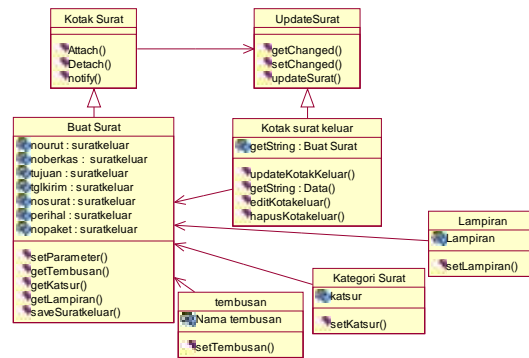 Kotak Surat
Attach()
Detach()
notify()
UpdateSurat
getChanged()
setChanged()
updateSurat()
Buat Surat
nourut : suratkeluar
noberkas : suratkeluar
tujuan : suratkeluar
tglkirim : suratkeluar
nosurat : suratkeluar
perihal : suratkeluar
nopaket : suratkeluar
setParameter()
getTembusan()
getKatsur()
getLampiran()
saveSuratkeluar()
Kotak surat keluar
getString : Buat Surat
updateKotakKeluar()
getString : Data()
editKotakeluar()
hapusKotakeluar()
Lampiran
Lampiran
setLampiran()
Kategori Surat
katsur
setKatsur()
tembusan
Nama tembusan
setTembusan()